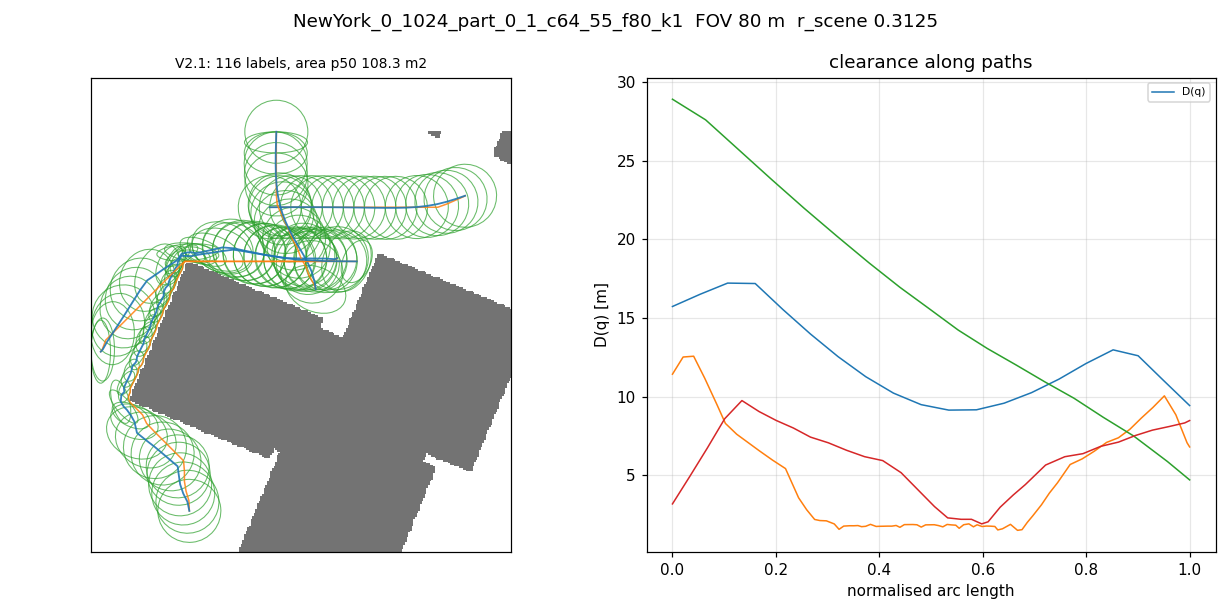 NewYork_0_1024_part_0_1_c64_55_f80_k1 FOV 80 m r_scene 0.3125
V2.1: 116 labels, area p50 108.3 m2
clearance along paths
D(q)
30
25
20
15
10
5
D(q) [m]
0.0 0.2 0.4 0.6 0.8 1.0
normalised arc length